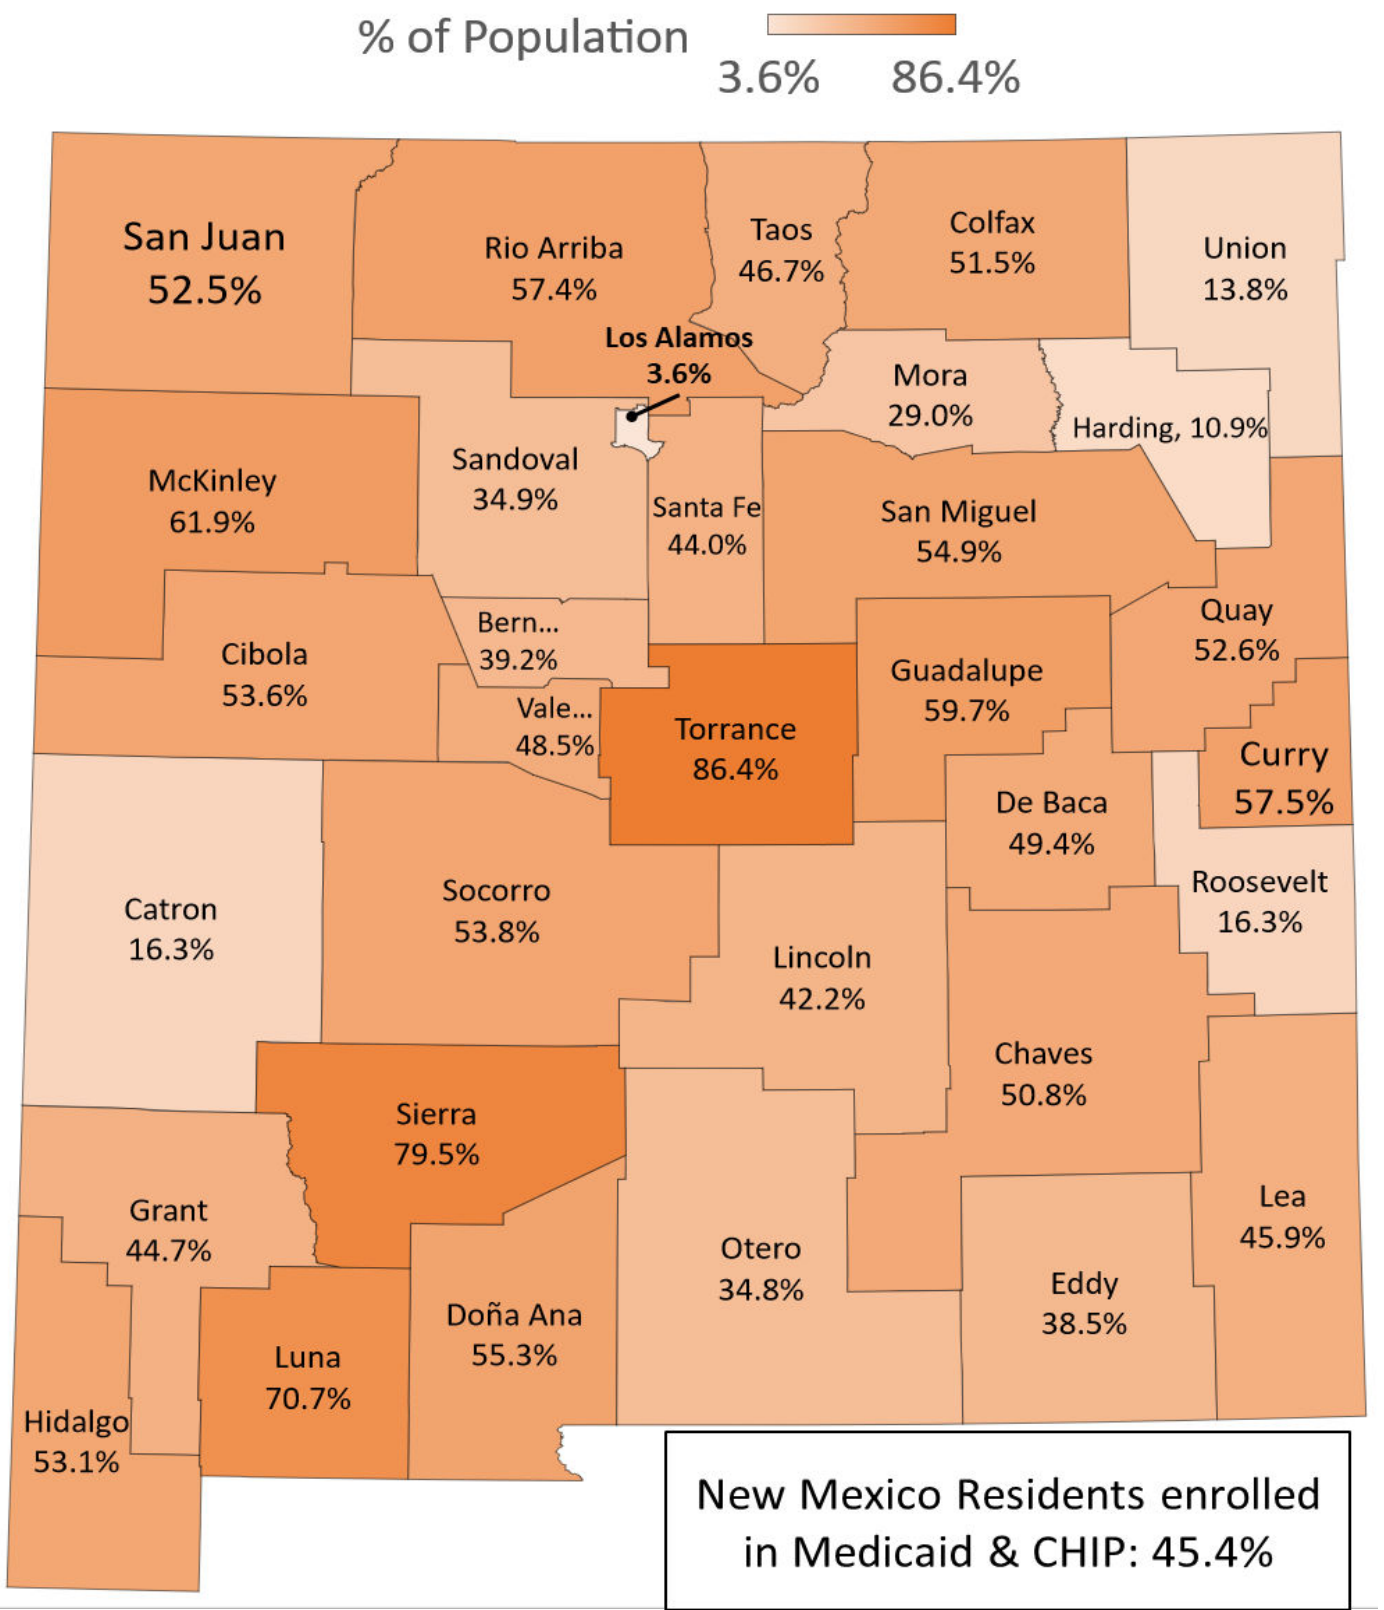 % of Population
3.6% 86.4%
San Juan
52.5%
Rio Arriba
57.4%
Taos
46.7%
Colfax
51.5%
Union
13.8%
Los Alamos
3.6%
Mora
29.0%
Harding, 10.9%
McKinley
61.9%
Sandoval
34.9%
Santa Fe
44.0%
San Miguel
54.9%
Quay
52.6%
Cibola
53.6%
Bern...
39.2%
Vale...
48.5%
Torrance
86.4%
Guadalupe
59.7%
Curry
57.5%
De Baca
49.4%
Roosevelt
16.3%
Catron
16.3%
Socorro
53.8%
Lincoln
42.2%
Chaves
50.8%
Sierra
79.5%
Grant
44.7%
Lea
45.9%
Otero
34.8%
Eddy
38.5%
Doña Ana
55.3%
Luna
70.7%
Hidalgo
53.1%
New Mexico Residents enrolled
in Medicaid & CHIP: 45.4%